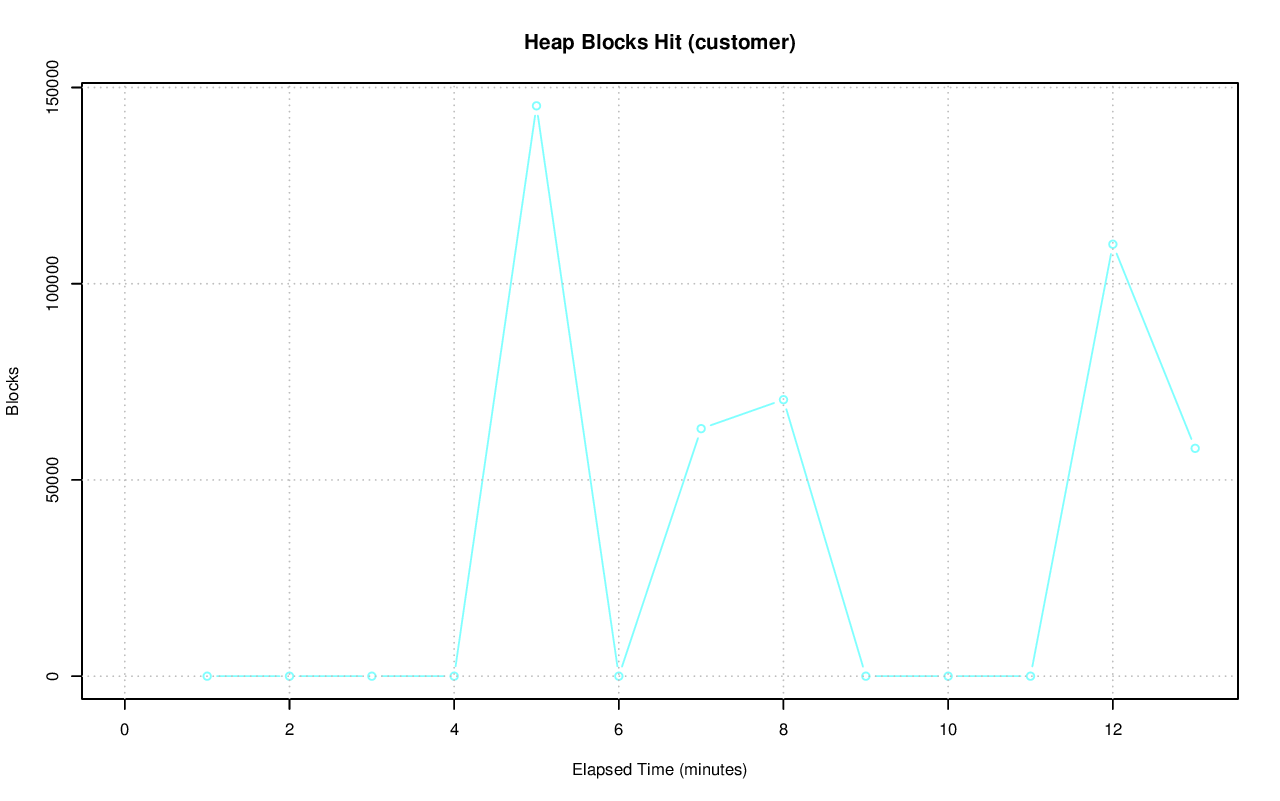 Heap Blocks Hit (customer)
150000
100000
50000
0
Blocks
0 2 4 6 8 10 12
Elapsed Time (minutes)